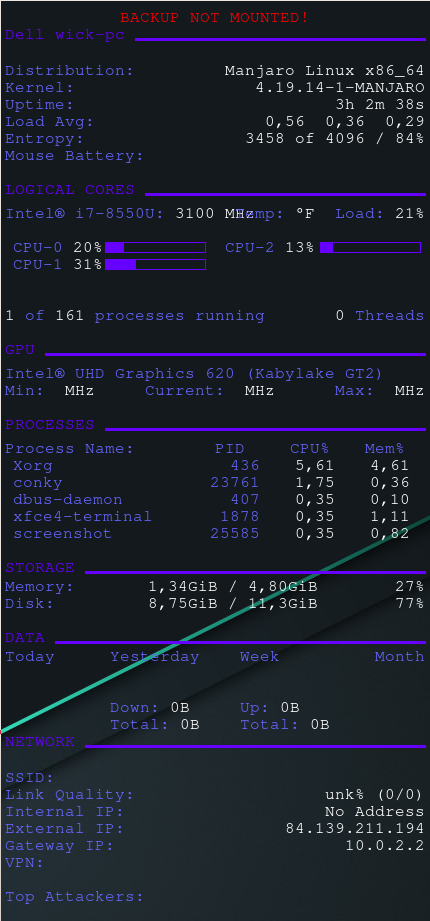 BACKUP NOT MOUNTED!
Dell wick-pc
Distribution: Manjaro Linux x86_64
Kernel: 4.19.14-1-MANJARO
Uptime: 3h 2m 38s
Load Avg: 0,56 0,36 0,29
Entropy: 3458 of 4096 / 84%
Mouse Battery:
LOGICAL CORES
Intel® i7-8550U: 3100 MHz Temp: °F Load: 21%
CPU-0 20% CPU-2 13%
CPU-1 31%
1 of 161 processes running 0 Threads
GPU
Intel® UHD Graphics 620 (Kabylake GT2)
Min: MHz Current: MHz Max: MHz
PROCESSES
Process Name: PID CPU% Mem%
Xorg 436 5,61 4,61
conky 23761 1,75 0,36
dbus-daemon 407 0,35 0,10
xfce4-terminal 1878 0,35 1,11
screenshot 25585 0,35 0,82
STORAGE
Memory: 1,34GiB / 4,80GiB 27%
Disk: 8,75GiB / 11,3GiB 77%
DATA
Today Yesterday Week Month
Down: 0B Up: 0B
Total: 0B Total: 0B
NETWORK
SSID:
Link Quality: unk% (0/0)
Internal IP: No Address
External IP: 84.139.211.194
Gateway IP: 10.0.2.2
VPN:
Top Attackers: